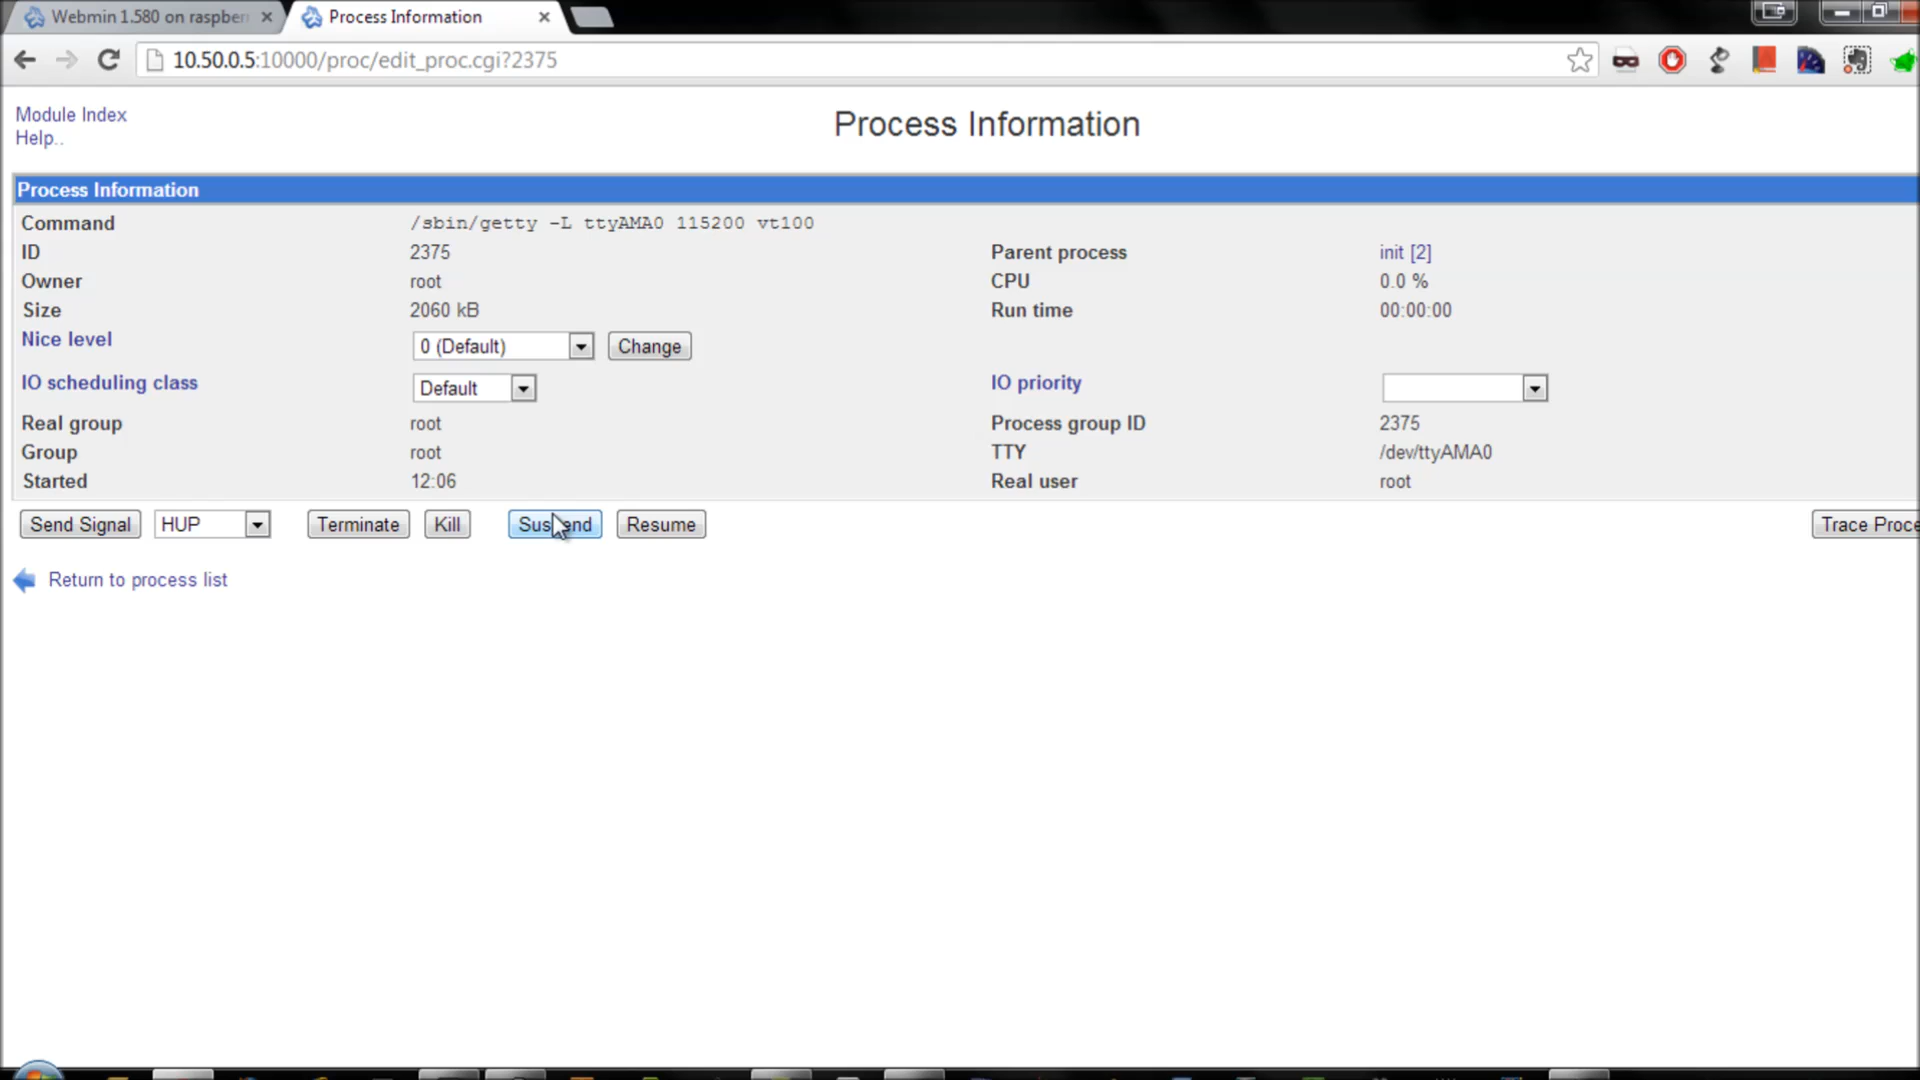 Webmin 1.580 on raspber
Process Information
10.50.0.5:10000/proc/edit_proc.cgi?2375
Module Index
Help..
Process Information
Process Information
Command /sbin/getty -L ttyAMA0 115200 vt100
ID 2375 Parent process init [2]
Owner root CPU 0.0 %
Size 2060 kB Run time 00:00:00
Nice level 0 (Default) Change
IO scheduling class Default IO priority
Real group root Process group ID 2375
Group root TTY /dev/ttyAMA0
Started 12:06 Real user root
Send Signal HUP Terminate Kill Suspend Resume Trace Proce
Return to process list